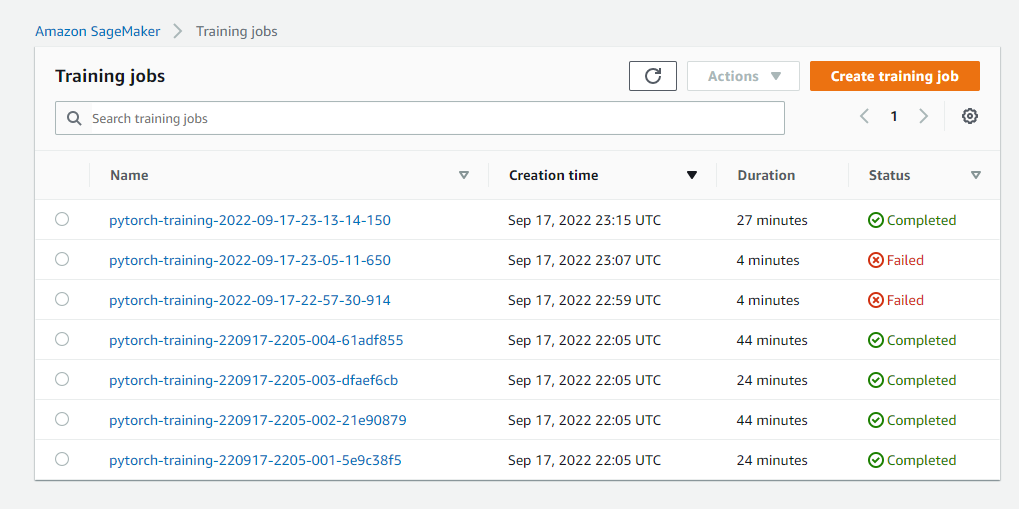 Amazon SageMaker > Training jobs
Training jobs Actions Create training job
Search training jobs 1
Name Creation time Duration Status
pytorch-training-2022-09-17-23-13-14-150 Sep 17, 2022 23:15 UTC 27 minutes Completed
pytorch-training-2022-09-17-23-05-11-650 Sep 17, 2022 23:07 UTC 4 minutes Failed
pytorch-training-2022-09-17-22-57-30-914 Sep 17, 2022 22:59 UTC 4 minutes Failed
pytorch-training-220917-2205-004-61adf855 Sep 17, 2022 22:05 UTC 44 minutes Completed
pytorch-training-220917-2205-003-dfaef6cb Sep 17, 2022 22:05 UTC 24 minutes Completed
pytorch-training-220917-2205-002-21e90879 Sep 17, 2022 22:05 UTC 44 minutes Completed
pytorch-training-220917-2205-001-5e9c38f5 Sep 17, 2022 22:05 UTC 24 minutes Completed